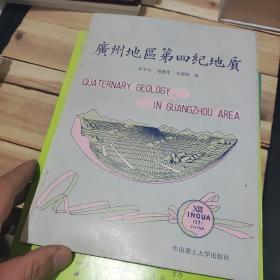 廣州地區第四紀地質
QUATERNARY GEOLOGY
IN GUANGZHOU AREA
XIII
INQUA
1991
CHINA
华南理工大学出版社